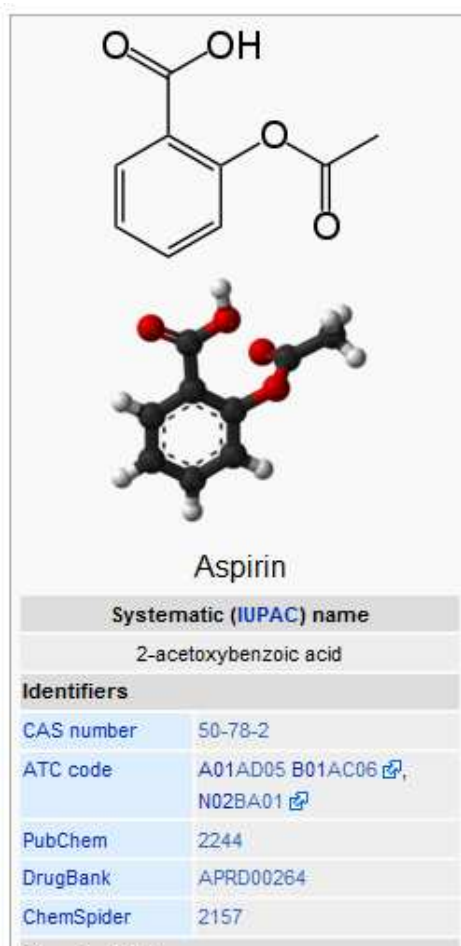 O OH
O
O
Aspirin
Systematic (IUPAC) name
2-acetoxybenzoic acid
Identifiers
CAS number 50-78-2
ATC code A01AD05 B01AC06 ,
N02BA01
PubChem 2244
DrugBank APRD00264
ChemSpider 2157